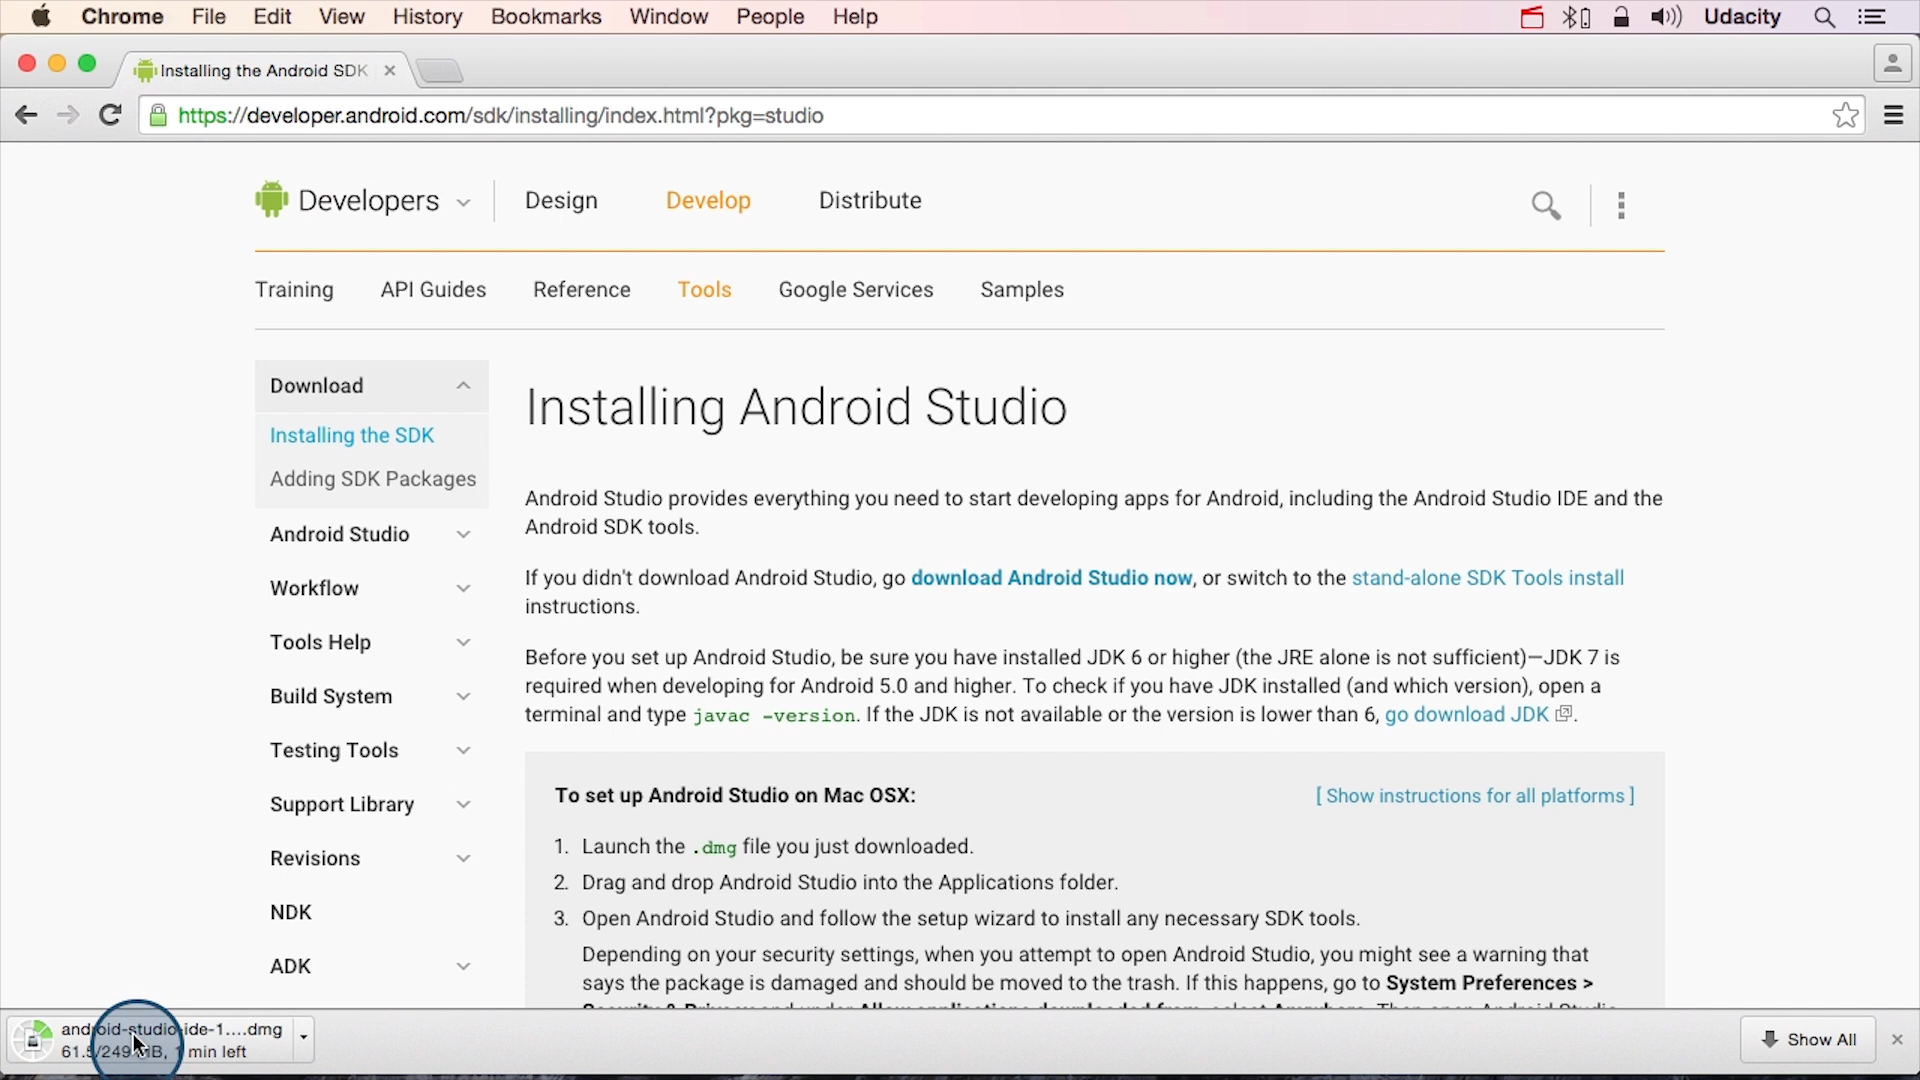 Chrome File Edit View History Bookmarks Window People Help Udacity
Installing the Android SDK
https://developer.android.com/sdk/installing/index.html?pkg=studio
Developers Design Develop Distribute
Training API Guides Reference Tools Google Services Samples
Download
Installing the SDK
Adding SDK Packages
Android Studio
Workflow
Tools Help
Build System
Testing Tools
Support Library
Revisions
NDK
ADK
Installing Android Studio
Android Studio provides everything you need to start developing apps for Android, including the Android Studio IDE and the
Android SDK tools.
If you didn't download Android Studio, go download Android Studio now, or switch to the stand-alone SDK Tools install
instructions.
Before you set up Android Studio, be sure you have installed JDK 6 or higher (the JRE alone is not sufficient)—JDK 7 is
required when developing for Android 5.0 and higher. To check if you have JDK installed (and which version), open a
terminal and type javac -version. If the JDK is not available or the version is lower than 6, go download JDK.
To set up Android Studio on Mac OSX: [ Show instructions for all platforms ]
1. Launch the .dmg file you just downloaded.
2. Drag and drop Android Studio into the Applications folder.
3. Open Android Studio and follow the setup wizard to install any necessary SDK tools.
Depending on your security settings, when you attempt to open Android Studio, you might see a warning that
says the package is damaged and should be moved to the trash. If this happens, go to System Preferences >
android-studio-ide-1....dmg
min left
Show All